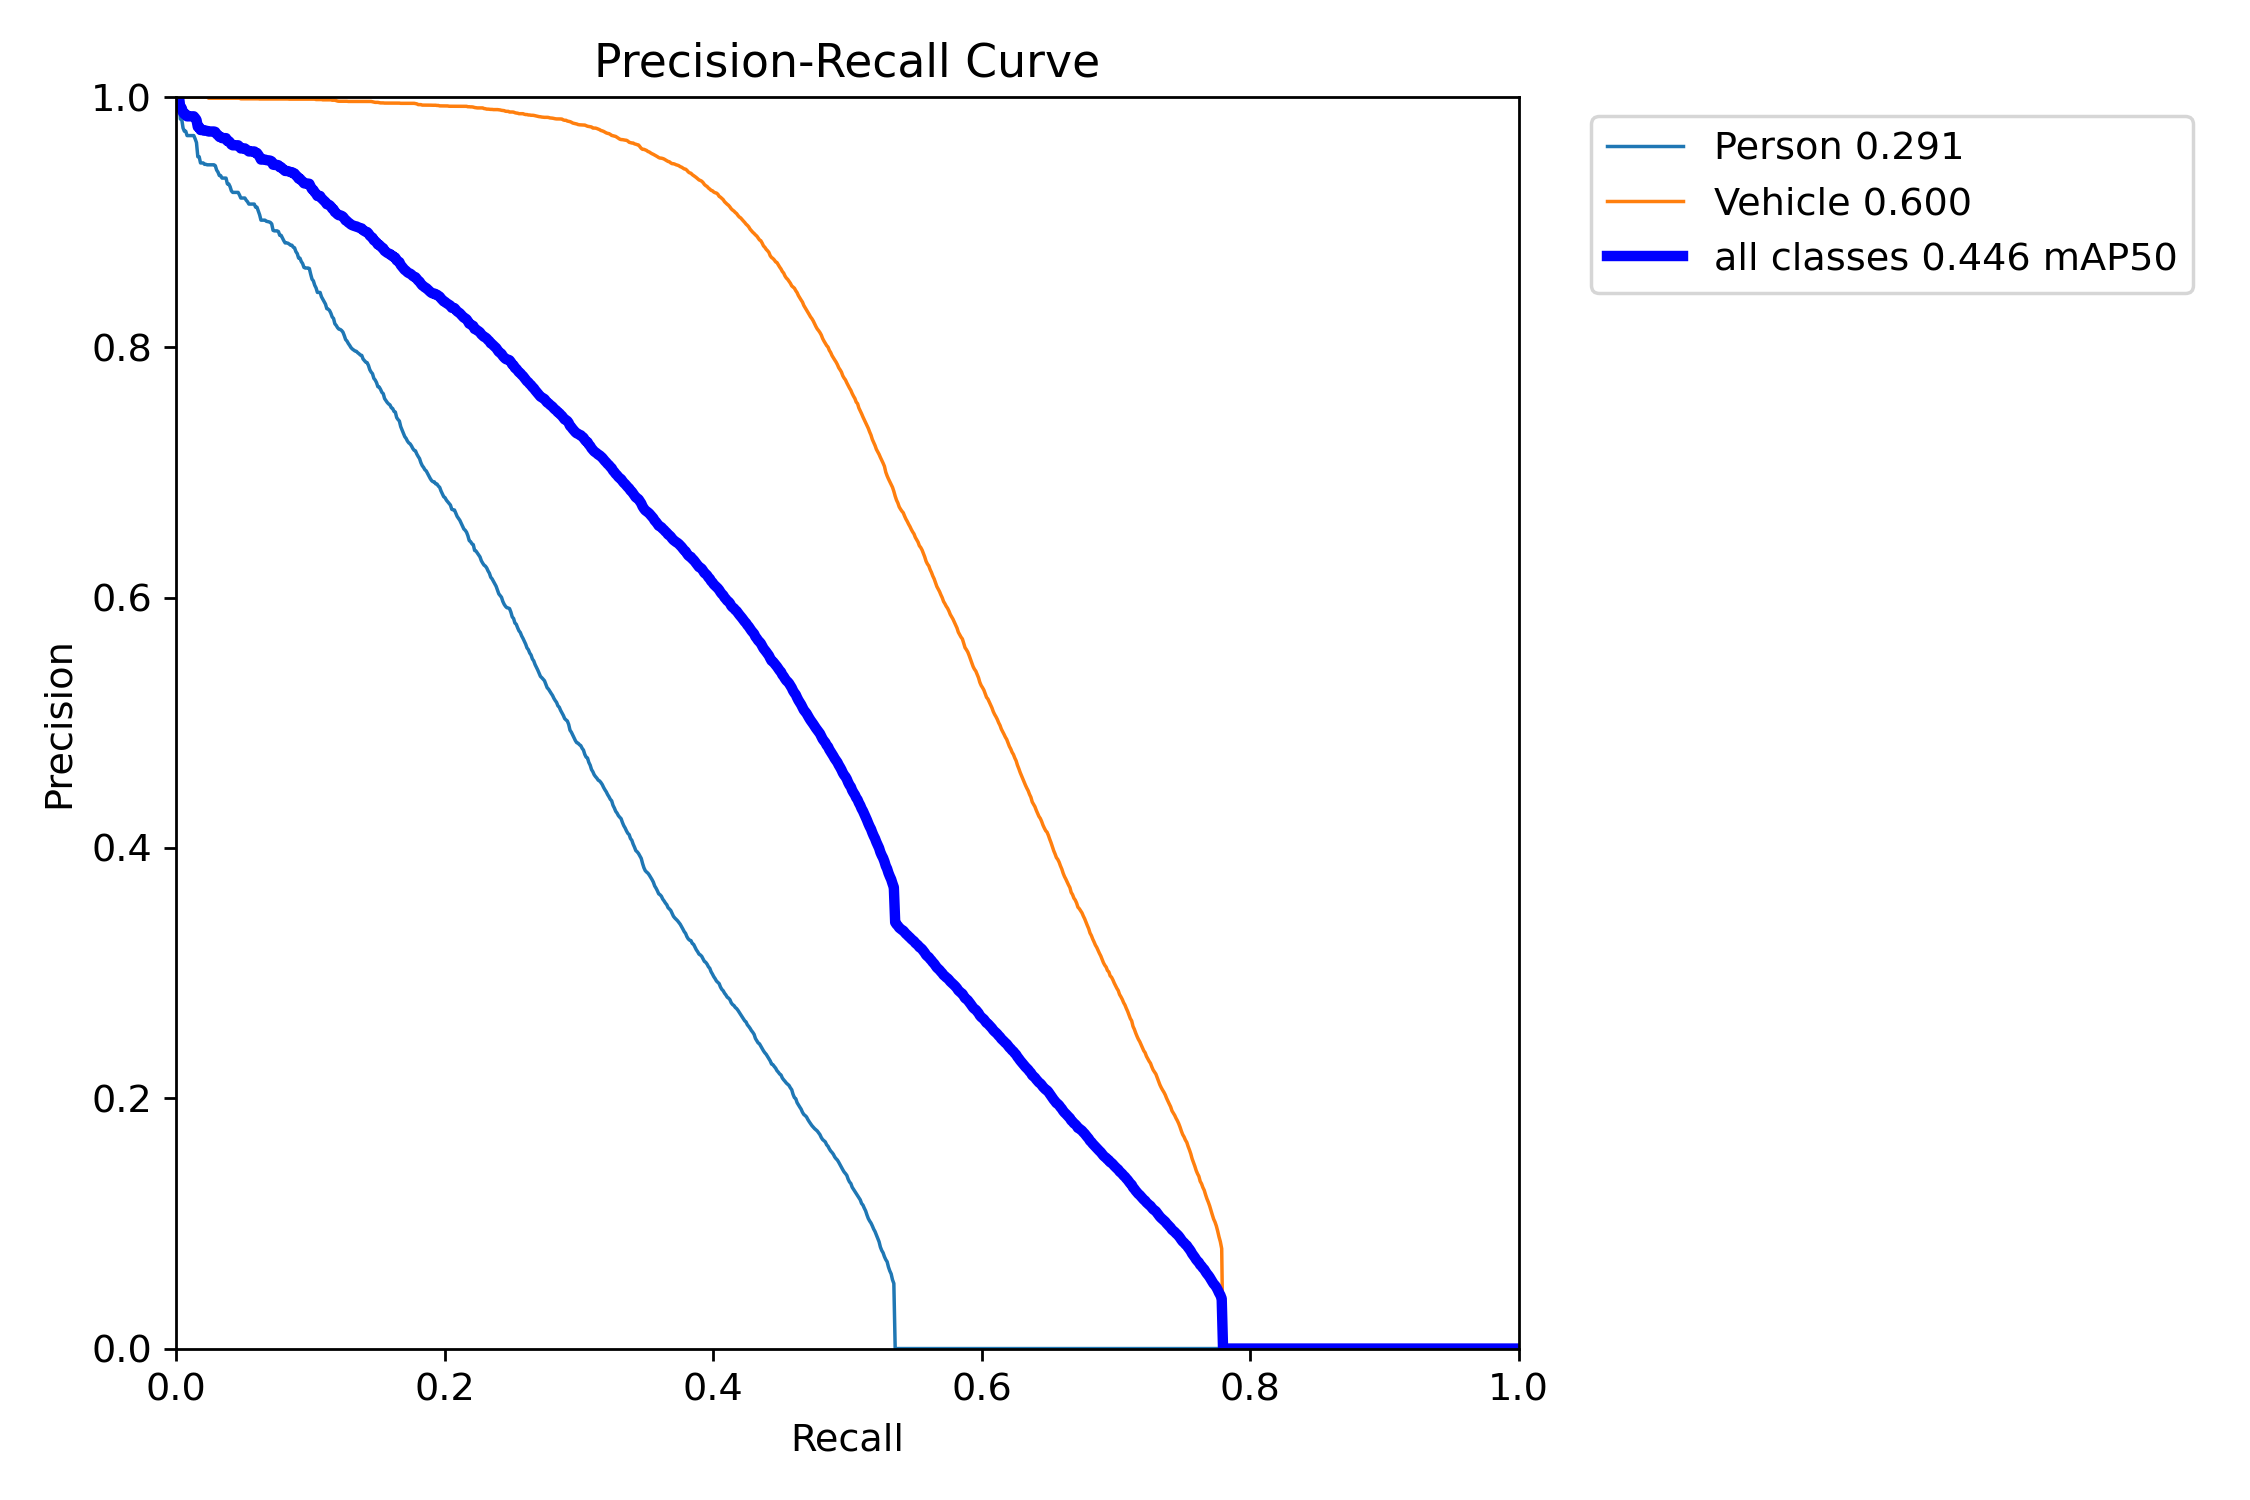 Precision-Recall Curve
1.0
0.8
0.6
0.4
0.2
0.0
Precision
0.0 0.2 0.4 0.6 0.8 1.0
Recall
Person 0.291
Vehicle 0.600
all classes 0.446 mAP50